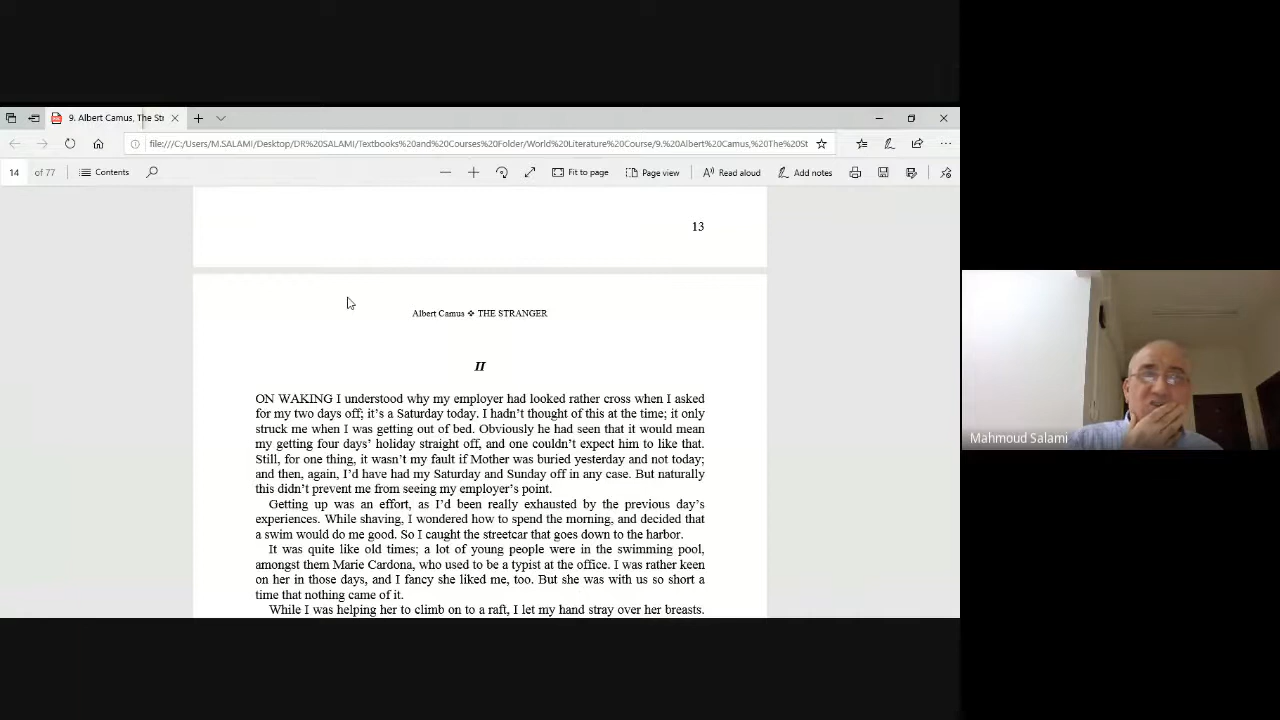 9. Albert Camus, The Str
file:///C:/Users/M.SALAMI/Desktop/DR%20SALAMI/Textbooks%20and%20Courses%20Folder/World%20Literature%20Course/9.%20Albert%20Camus,%20The%20St
14 of 77 Contents Fit to page Page view Read aloud Add notes
13
Albert Camus ❖ THE STRANGER
II
ON WAKING I understood why my employer had looked rather cross when I asked
for my two days off; it's a Saturday today. I hadn't thought of this at the time; it only
struck me when I was getting out of bed. Obviously he had seen that it would mean
my getting four days' holiday straight off, and one couldn't expect him to like that.
Still, for one thing, it wasn't my fault if Mother was buried yesterday and not today;
and then, again, I'd have had my Saturday and Sunday off in any case. But naturally
this didn't prevent me from seeing my employer's point.
Getting up was an effort, as I'd been really exhausted by the previous day's
experiences. While shaving, I wondered how to spend the morning, and decided that
a swim would do me good. So I caught the streetcar that goes down to the harbor.
It was quite like old times; a lot of young people were in the swimming pool,
amongst them Marie Cardona, who used to be a typist at the office. I was rather keen
on her in those days, and I fancy she liked me, too. But she was with us so short a
time that nothing came of it.
While I was helping her to climb on to a raft, I let my hand stray over her breasts.
Mahmoud Salami